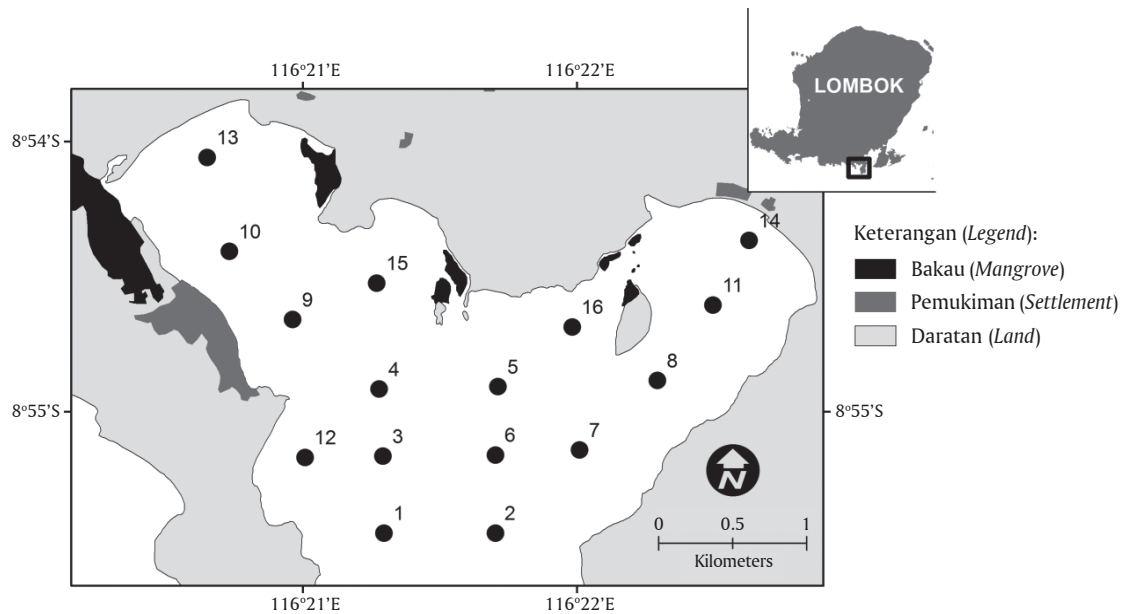 116°21'E
116°22'E
LOMBOK
8°54'S
13
14
10
15
11
9
16
4
5
8
8°55'S
8°55'S
12
3
6
7
1
2
N
0 0.5 1
Kilometers
116°21'E
116°22'E
Keterangan (Legend):
Bakau (Mangrove)
Pemukiman (Settlement)
Daratan (Land)